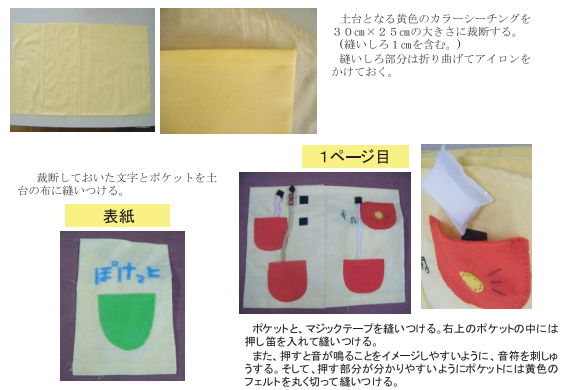 土台となる黄色のカラーシーチングを
３０㎝×２５㎝の大きさに裁断する。
(縫いしろ１㎝を含む。)
縫いしろ部分は折り曲げてアイロンを
かけておく。
裁断しておいた文字とポケットを土
台の布に縫いつける。
表紙
ぽけっと
１ページ目
ポケットと、マジックテープを縫いつける。右上のポケットの中には
押し笛を入れて縫いつける。
また、押すと音が鳴ることをイメージしやすいように、音符を刺しゅ
うする。そして、押す部分が分かりやすいようにポケットには黄色の
フェルトを丸く切って縫いつける。